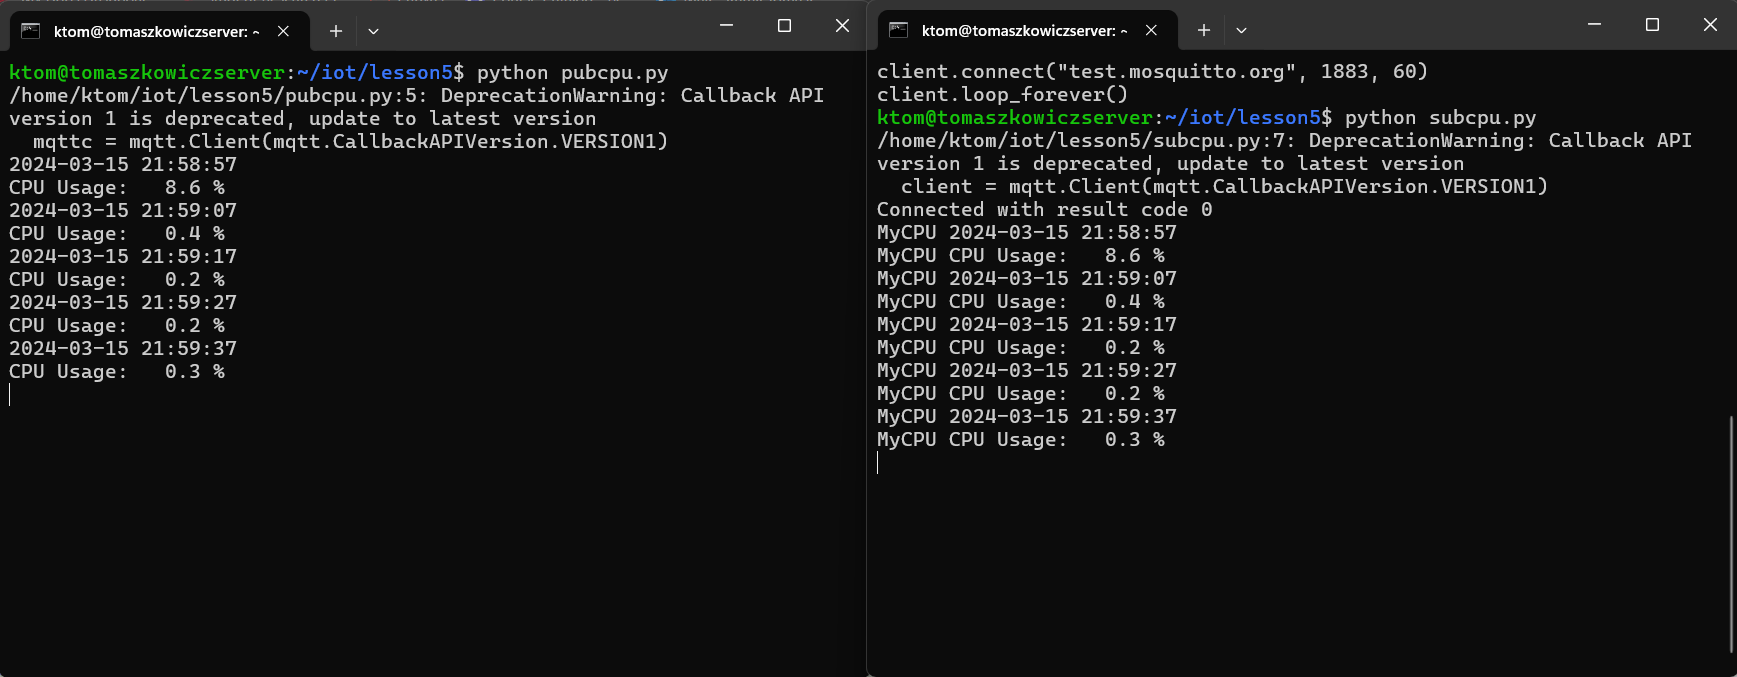 ktom@tomaszkowiczserver: ~
ktom@tomaszkowiczserver:~/iot/lesson5$ python pubcpu.py
/home/ktom/iot/lesson5/pubcpu.py:5: DeprecationWarning: Callback API
version 1 is deprecated, update to latest version
  mqttc = mqtt.Client(mqtt.CallbackAPIVersion.VERSION1)
2024-03-15 21:58:57
CPU Usage:   8.6 %
2024-03-15 21:59:07
CPU Usage:   0.4 %
2024-03-15 21:59:17
CPU Usage:   0.2 %
2024-03-15 21:59:27
CPU Usage:   0.2 %
2024-03-15 21:59:37
CPU Usage:   0.3 %
ktom@tomaszkowiczserver: ~
client.connect("test.mosquitto.org", 1883, 60)
client.loop_forever()
ktom@tomaszkowiczserver:~/iot/lesson5$ python subcpu.py
/home/ktom/iot/lesson5/subcpu.py:7: DeprecationWarning: Callback API
version 1 is deprecated, update to latest version
  client = mqtt.Client(mqtt.CallbackAPIVersion.VERSION1)
Connected with result code 0
MyCPU 2024-03-15 21:58:57
MyCPU CPU Usage:   8.6 %
MyCPU 2024-03-15 21:59:07
MyCPU CPU Usage:   0.4 %
MyCPU 2024-03-15 21:59:17
MyCPU CPU Usage:   0.2 %
MyCPU 2024-03-15 21:59:27
MyCPU CPU Usage:   0.2 %
MyCPU 2024-03-15 21:59:37
MyCPU CPU Usage:   0.3 %